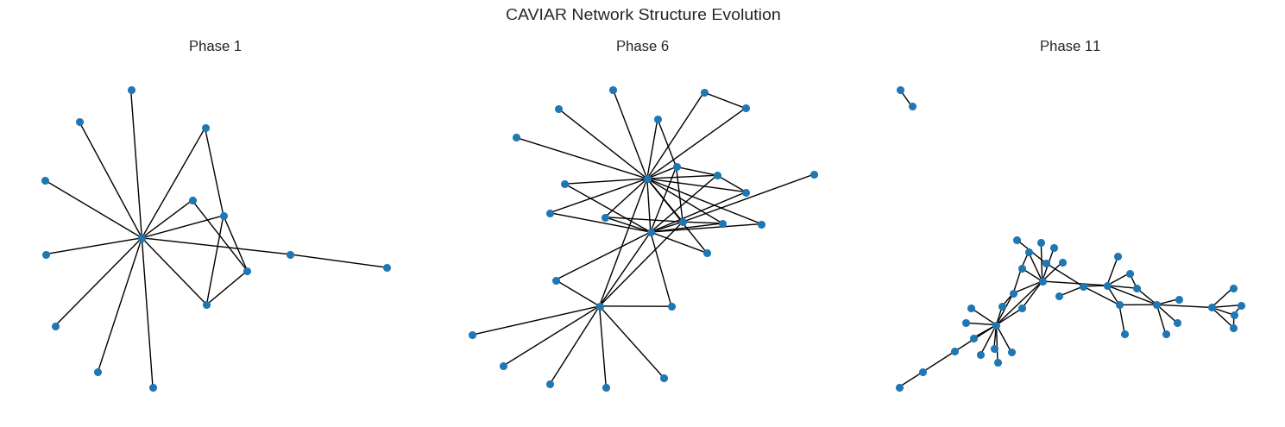 CAVIAR Network Structure Evolution
Phase 1
Phase 6
Phase 11